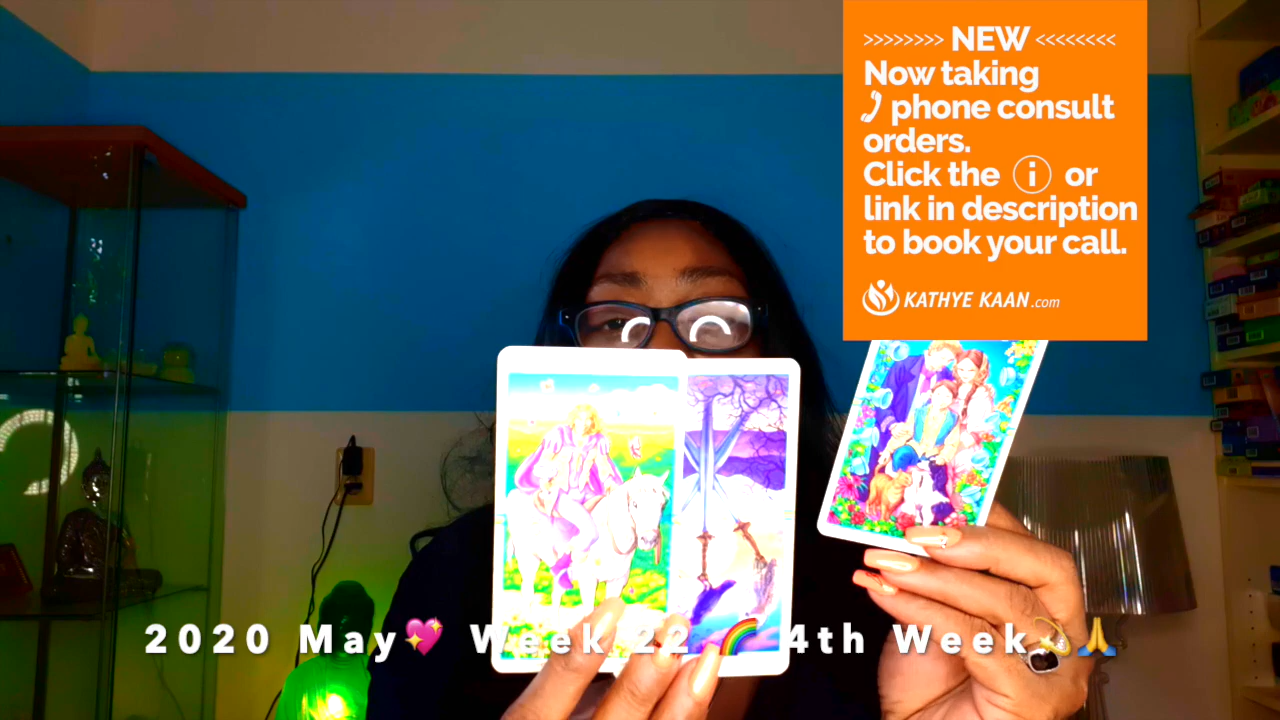 >>>>>>>> NEW <<<<<<<<
Now taking
phone consult
orders.
Click the i or
link in description
to book your call.
KATHYE KAAN.com
2020 May💖 Week 22 🌈 4th Week💫🙏